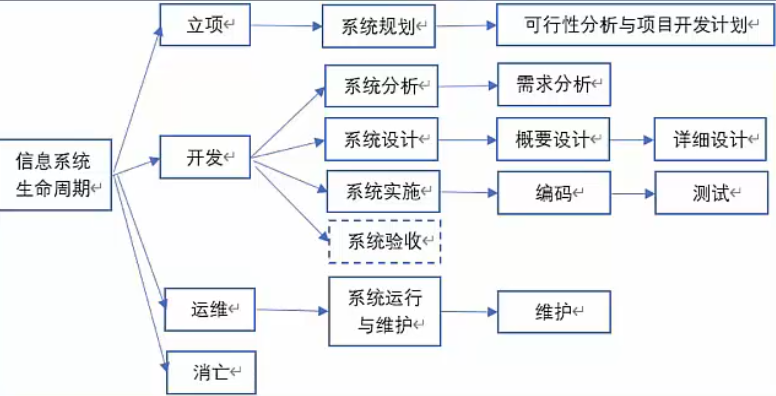 立项
系统规划
可行性分析与项目开发计划
系统分析
需求分析
开发
系统设计
概要设计
详细设计
信息系统
生命周期
系统实施
编码
测试
系统验收
运维
系统运行
与维护
维护
消亡